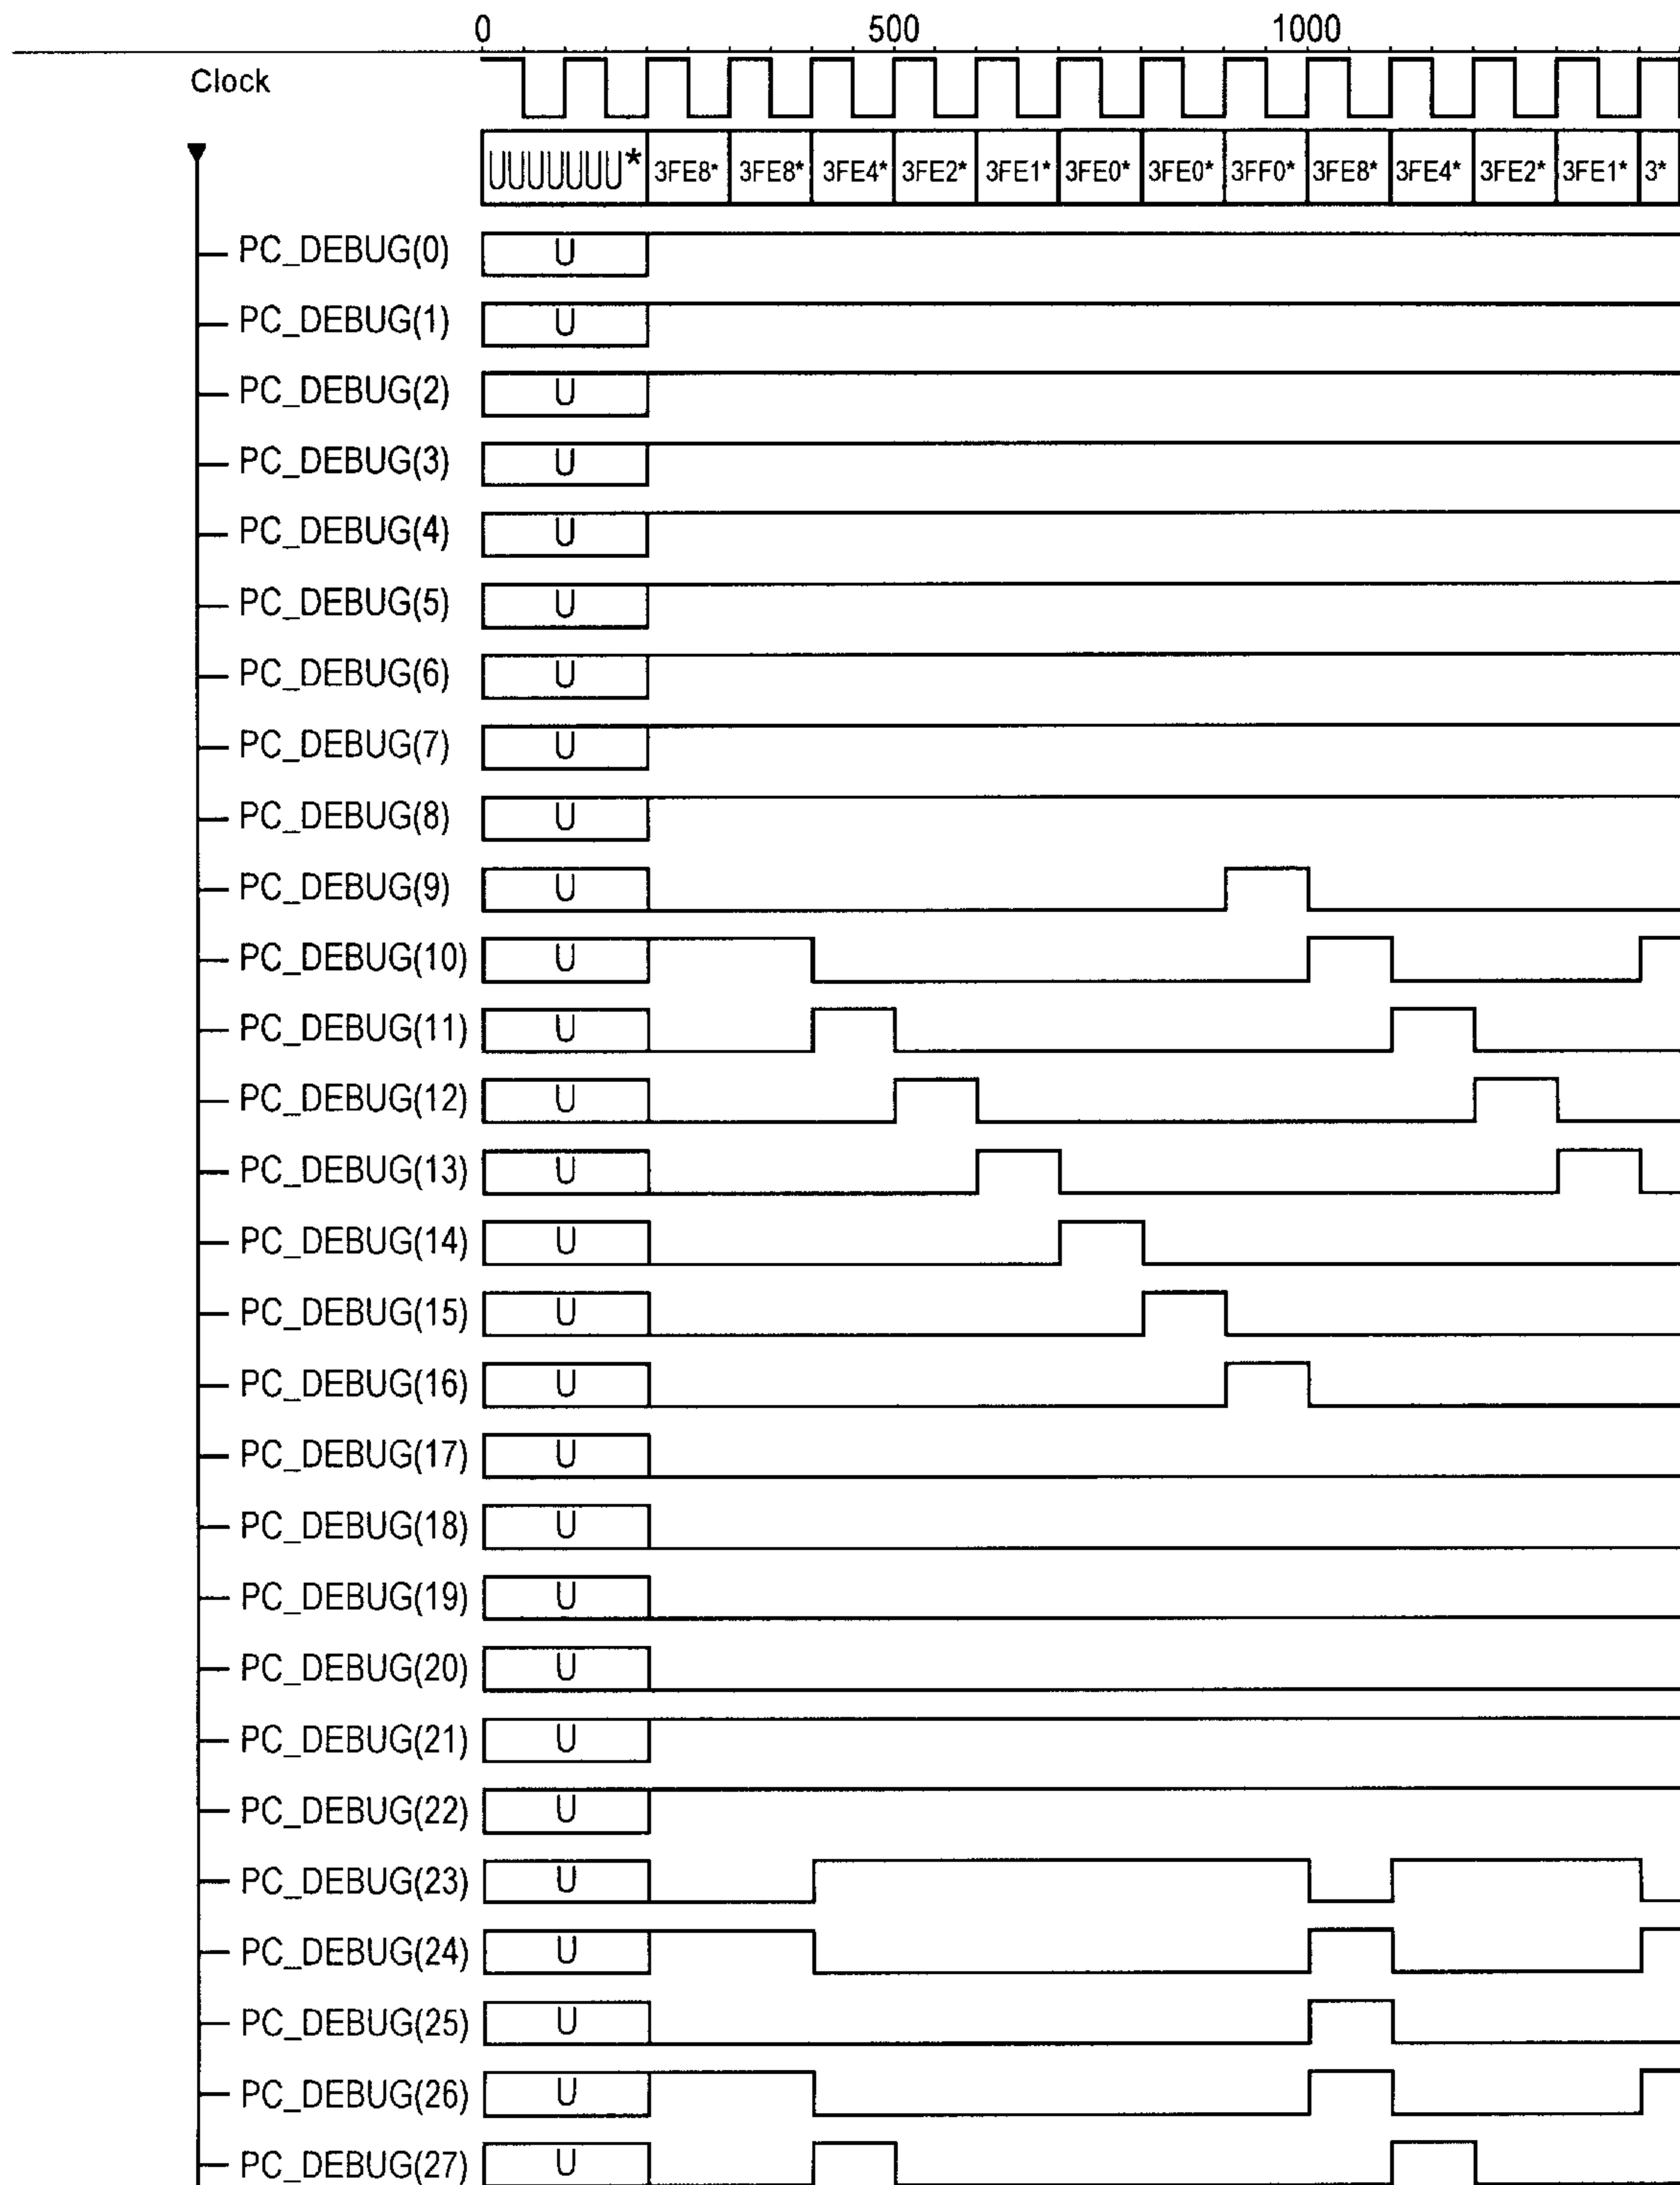 0 500 1000
Clock
UUUUUUU* 3FE8* 3FE8* 3FE4* 3FE2* 3FE1* 3FE0* 3FE0* 3FF0* 3FE8* 3FE4* 3FE2* 3FE1* 3*
PC_DEBUG(0) U
PC_DEBUG(1) U
PC_DEBUG(2) U
PC_DEBUG(3) U
PC_DEBUG(4) U
PC_DEBUG(5) U
PC_DEBUG(6) U
PC_DEBUG(7) U
PC_DEBUG(8) U
PC_DEBUG(9) U
PC_DEBUG(10) U
PC_DEBUG(11) U
PC_DEBUG(12) U
PC_DEBUG(13) U
PC_DEBUG(14) U
PC_DEBUG(15) U
PC_DEBUG(16) U
PC_DEBUG(17) U
PC_DEBUG(18) U
PC_DEBUG(19) U
PC_DEBUG(20) U
PC_DEBUG(21) U
PC_DEBUG(22) U
PC_DEBUG(23) U
PC_DEBUG(24) U
PC_DEBUG(25) U
PC_DEBUG(26) U
PC_DEBUG(27) U